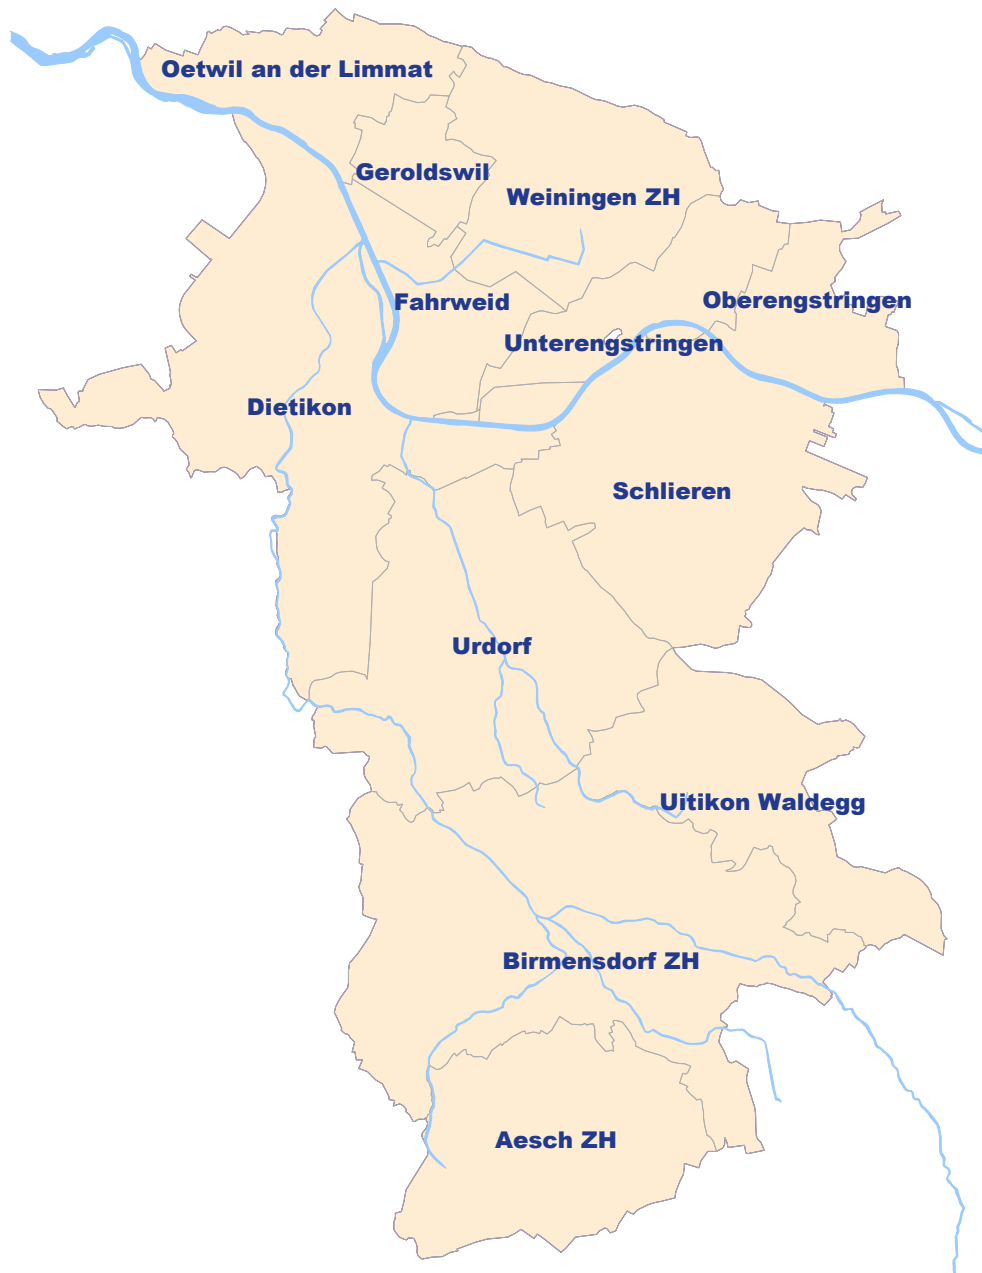 Oetwil an der Limmat
Geroldswil
Weiningen ZH
Fahrweid
Oberengstringen
Unterengstringen
Dietikon
Schlieren
Urdorf
Uitikon Waldegg
Birmensdorf ZH
Aesch ZH